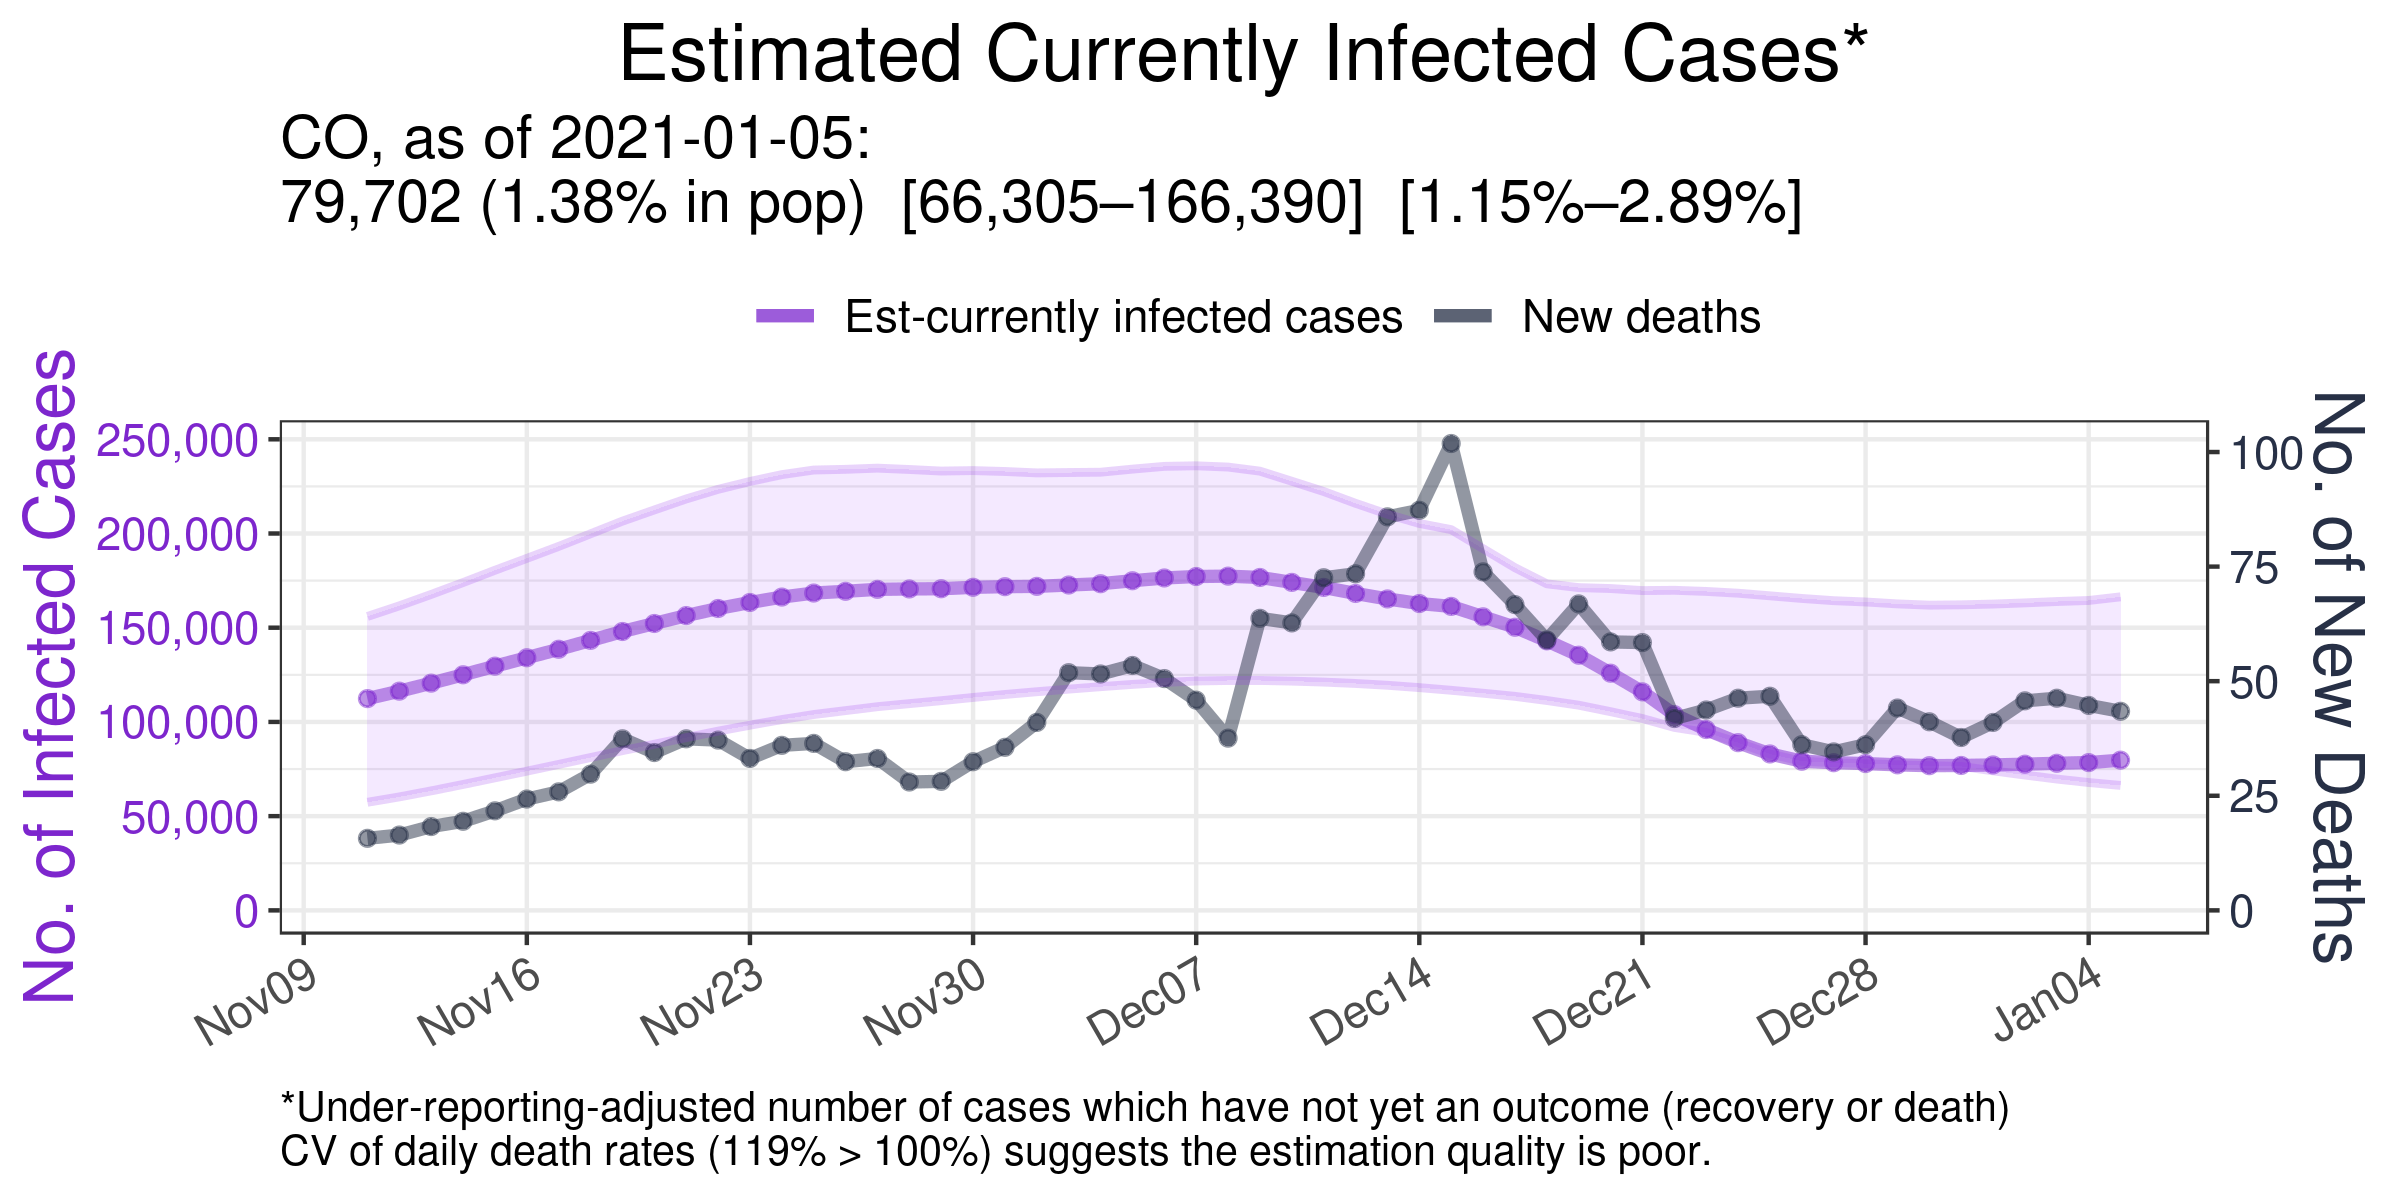 Estimated Currently Infected Cases*
CO, as of 2021-01-05:
79,702 (1.38% in pop) [66,305–166,390] [1.15%–2.89%]
Est-currently infected cases
New deaths
No. of Infected Cases
250,000
200,000
150,000
100,000
50,000
0
100
75
50
25
0
No. of New Deaths
Nov09
Nov16
Nov23
Nov30
Dec07
Dec14
Dec21
Dec28
Jan04
*Under-reporting-adjusted number of cases which have not yet an outcome (recovery or death)
CV of daily death rates (119% > 100%) suggests the estimation quality is poor.